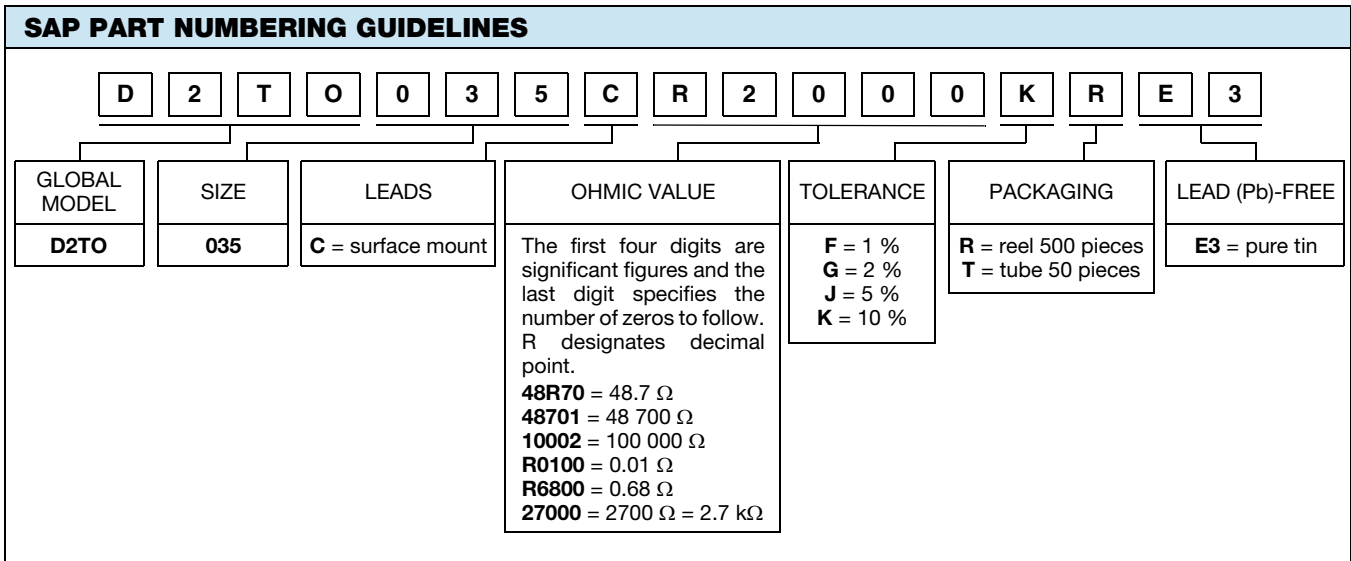 SAP PART NUMBERING GUIDELINES
D 2 T O 0 3 5 C R 2 0 0 0 K R E 3
GLOBAL
MODEL
D2TO
SIZE
035
LEADS
C = surface mount
OHMIC VALUE
The first four digits are
significant figures and the
last digit specifies the
number of zeros to follow.
R designates decimal
point.
48R70 = 48.7 Ω
48701 = 48 700 Ω
10002 = 100 000 Ω
R0100 = 0.01 Ω
R6800 = 0.68 Ω
27000 = 2700 Ω = 2.7 kΩ
TOLERANCE
F = 1 %
G = 2 %
J = 5 %
K = 10 %
PACKAGING
R = reel 500 pieces
T = tube 50 pieces
LEAD (Pb)-FREE
E3 = pure tin